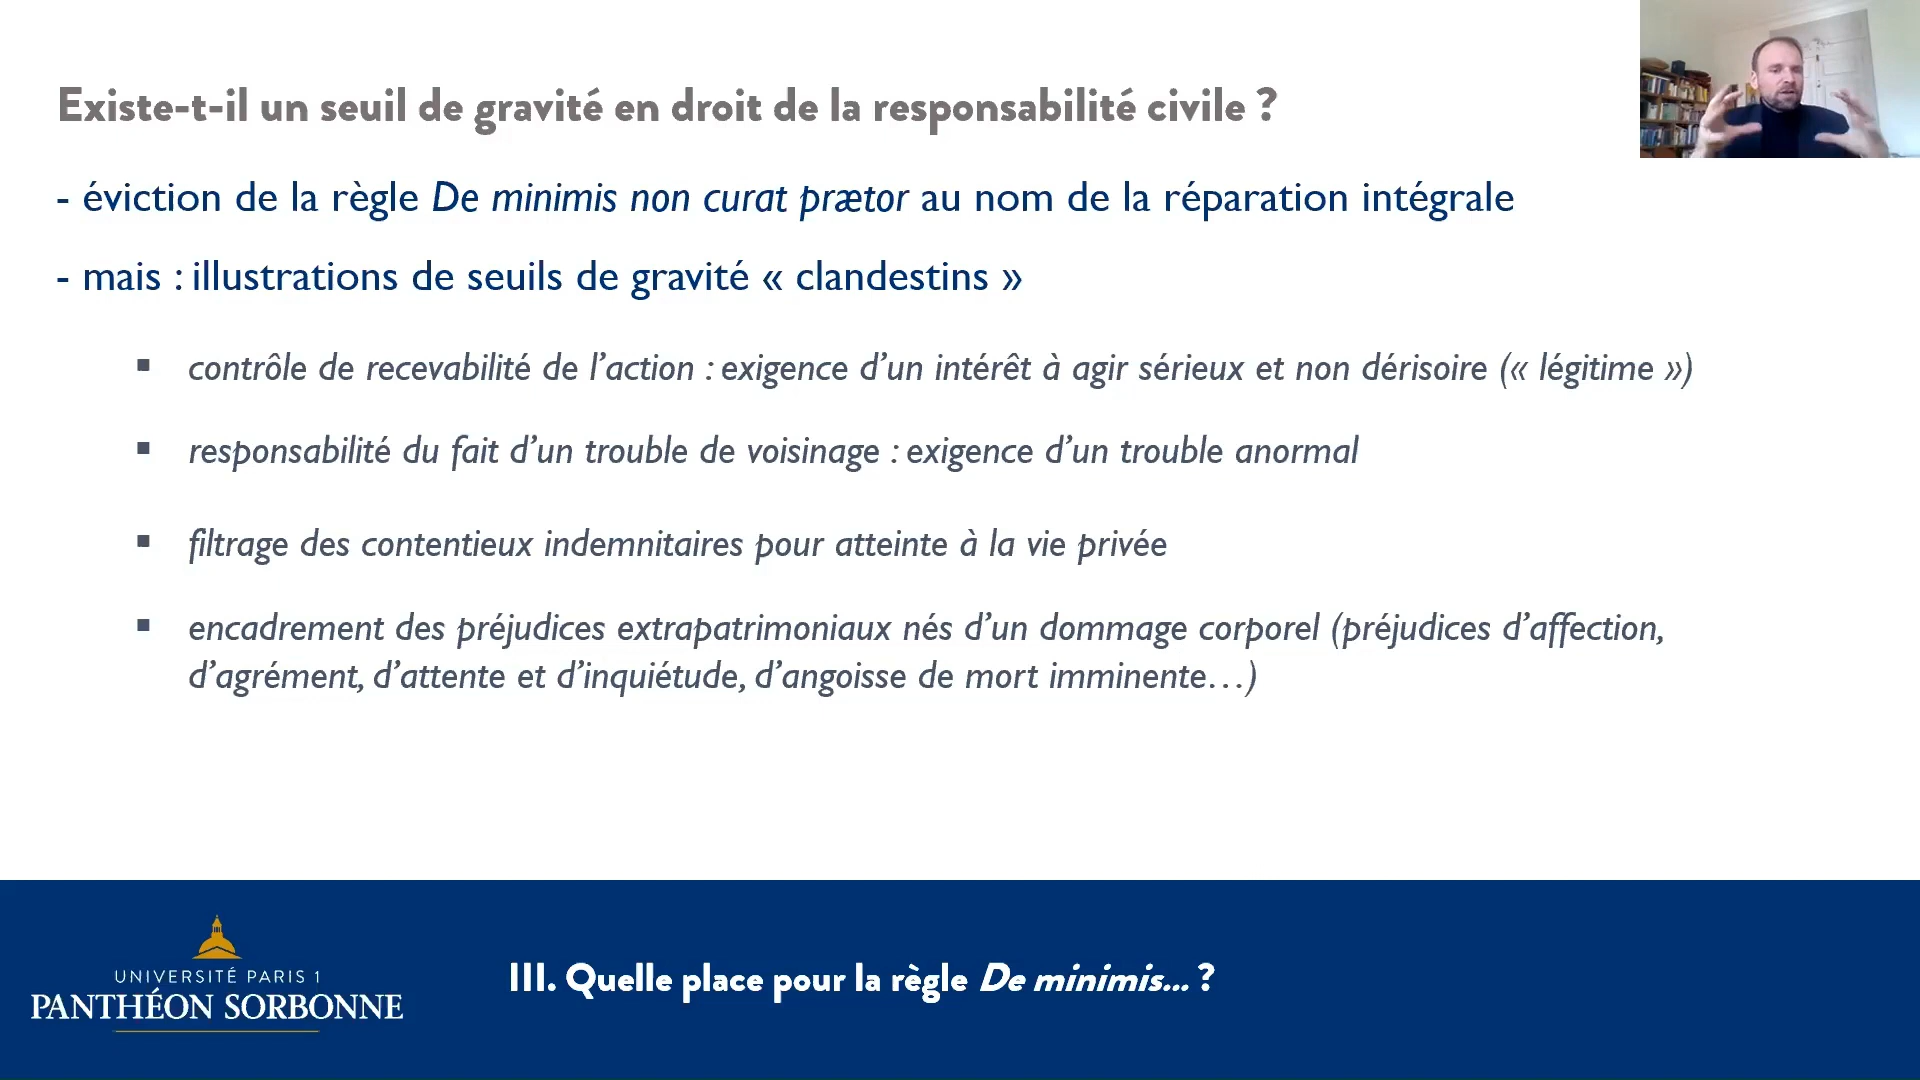 Existe-t-il un seuil de gravité en droit de la responsabilité civile ?
- éviction de la règle De minimis non curat prætor au nom de la réparation intégrale
- mais : illustrations de seuils de gravité « clandestins »
▪ contrôle de recevabilité de l’action : exigence d’un intérêt à agir sérieux et non dérisoire (« légitime »)
▪ responsabilité du fait d’un trouble de voisinage : exigence d’un trouble anormal
▪ filtrage des contentieux indemnitaires pour atteinte à la vie privée
▪ encadrement des préjudices extrapatrimoniaux nés d’un dommage corporel (préjudices d’affection,
d’agrément, d’attente et d’inquiétude, d’angoisse de mort imminente…)
UNIVERSITÉ PARIS 1
PANTHÉON SORBONNE
III. Quelle place pour la règle De minimis... ?